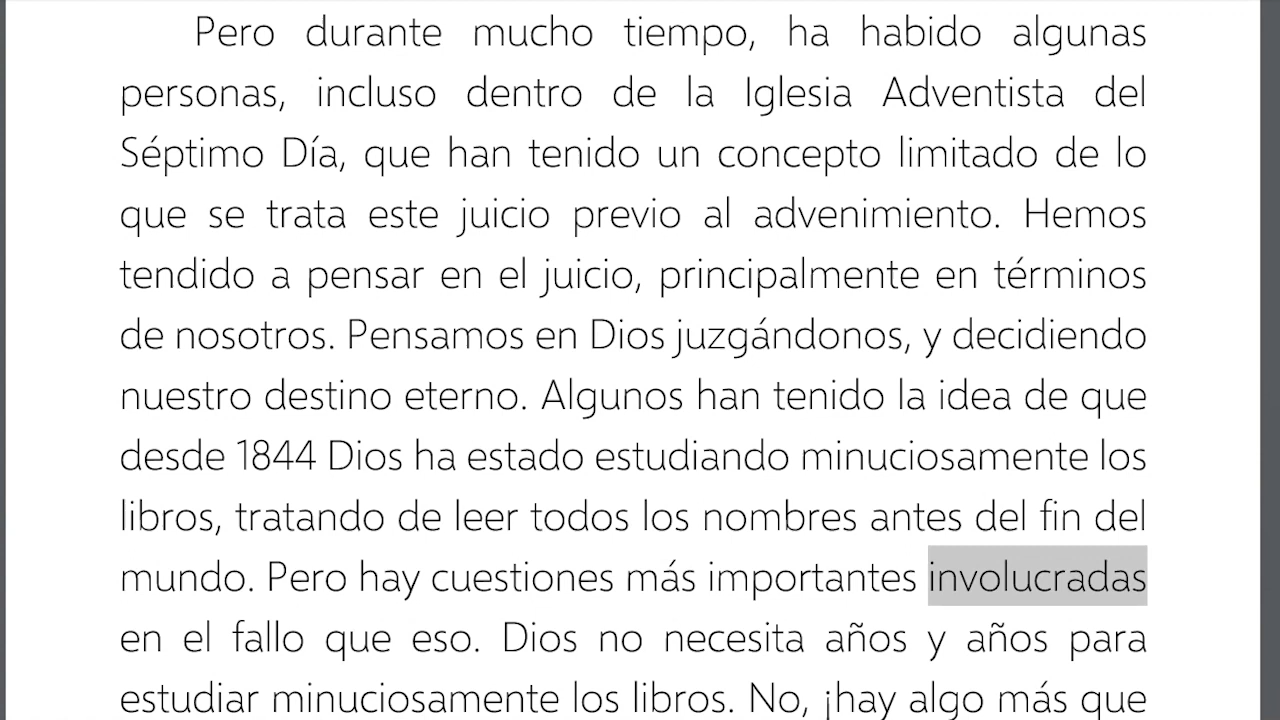 Pero durante mucho tiempo, ha habido algunas
personas, incluso dentro de la Iglesia Adventista del
Séptimo Día, que han tenido un concepto limitado de lo
que se trata este juicio previo al advenimiento. Hemos
tendido a pensar en el juicio, principalmente en términos
de nosotros. Pensamos en Dios juzgándonos, y decidiendo
nuestro destino eterno. Algunos han tenido la idea de que
desde 1844 Dios ha estado estudiando minuciosamente los
libros, tratando de leer todos los nombres antes del fin del
mundo. Pero hay cuestiones más importantes involucradas
en el fallo que eso. Dios no necesita años y años para
estudiar minuciosamente los libros. No, ¡hay algo más que